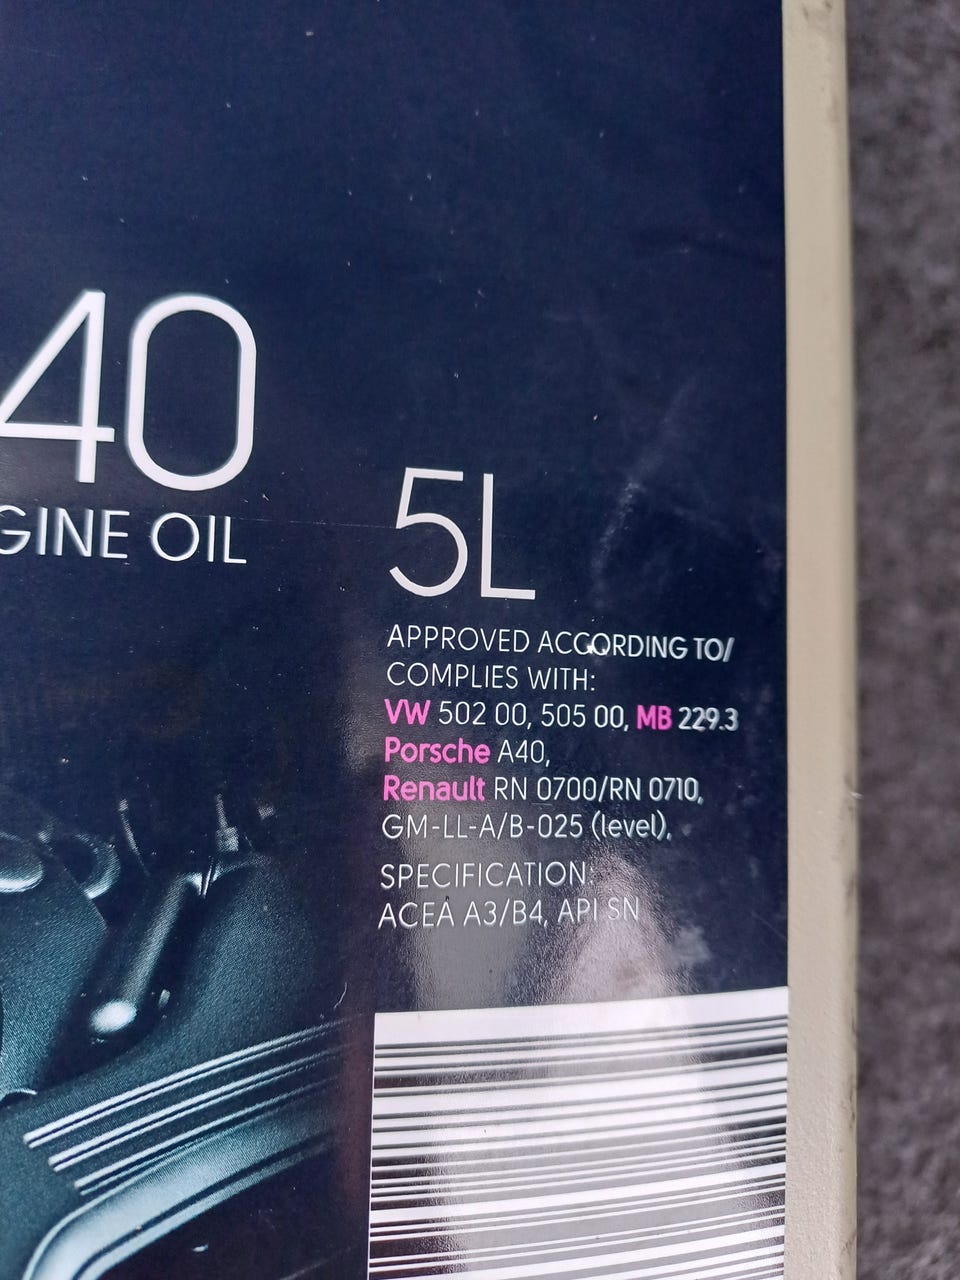 40
GINE OIL
5L
APPROVED ACCORDING TO/
COMPLIES WITH:
VW 502 00, 505 00, MB 229.3
Porsche A40,
Renault RN 0700/RN 0710,
GM-LL-A/B-025 (level),
SPECIFICATION:
ACEA A3/B4, API SN